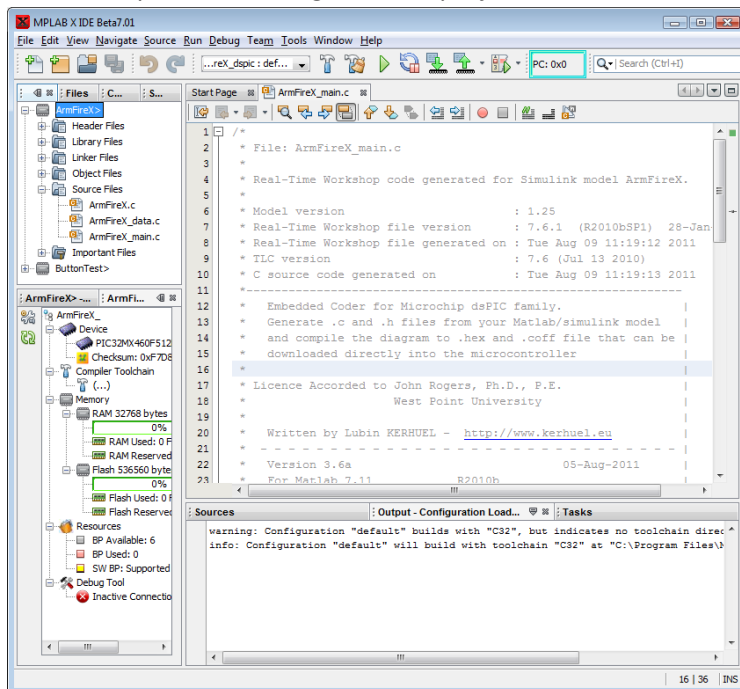 MPLAB X IDE Beta7.01
File Edit View Navigate Source Run Debug Team Tools Window Help
...reX_dspic : def...
PC: 0x0
Search (Ctrl+I)
Files
C...
S...
ArmFireX>
Header Files
Library Files
Linker Files
Object Files
Source Files
ArmFireX.c
ArmFireX_data.c
ArmFireX_main.c
Important Files
ButtonTest>
ArmFireX> -...
ArmFi...
ArmFireX_
Device
PIC32MX460F512
Checksum: 0xF7D8
Compiler Toolchain
(...)
Memory
RAM 32768 bytes
0%
RAM Used: 0 F
RAM Reserved
Flash 536560 byte
0%
Flash Used: 0 F
Flash Reserve
Resources
BP Available: 6
BP Used: 0
SW BP: Supported
Debug Tool
Inactive Connectio
Start Page
ArmFireX_main.c
1 /*
2 * File: ArmFireX_main.c
3 *
4 * Real-Time Workshop code generated for Simulink model ArmFireX.
5 *
6 * Model version : 1.25
7 * Real-Time Workshop file version : 7.6.1 (R2010bSP1) 28-Jan
8 * Real-Time Workshop file generated on : Tue Aug 09 11:19:12 2011
9 * TLC version : 7.6 (Jul 13 2010)
10 * C source code generated on : Tue Aug 09 11:19:13 2011
11 *--------------------------------------------------------------
12 * Embedded Coder for Microchip dsPIC family. |
13 * Generate .c and .h files from your Matlab/simulink model |
14 * and compile the diagram to .hex and .coff file that can be |
15 * downloaded directly into the microcontroller |
16 * |
17 * Licence Accorded to John Rogers, Ph.D., P.E. |
18 * West Point University |
19 * |
20 * Written by Lubin KERHUEL - http://www.kerhuel.eu |
21 * - - - - - - - - - - - - - - - - - - - - - - - - - - - - - - |
22 * Version 3.6a 05-Aug-2011 |
23 * For Matlab 7.11 R2010b |
Sources
Output - Configuration Load...
Tasks
warning: Configuration "default" builds with "C32", but indicates no toolchain direc
info: Configuration "default" will build with toolchain "C32" at "C:\Program Files\M
16 | 36
INS